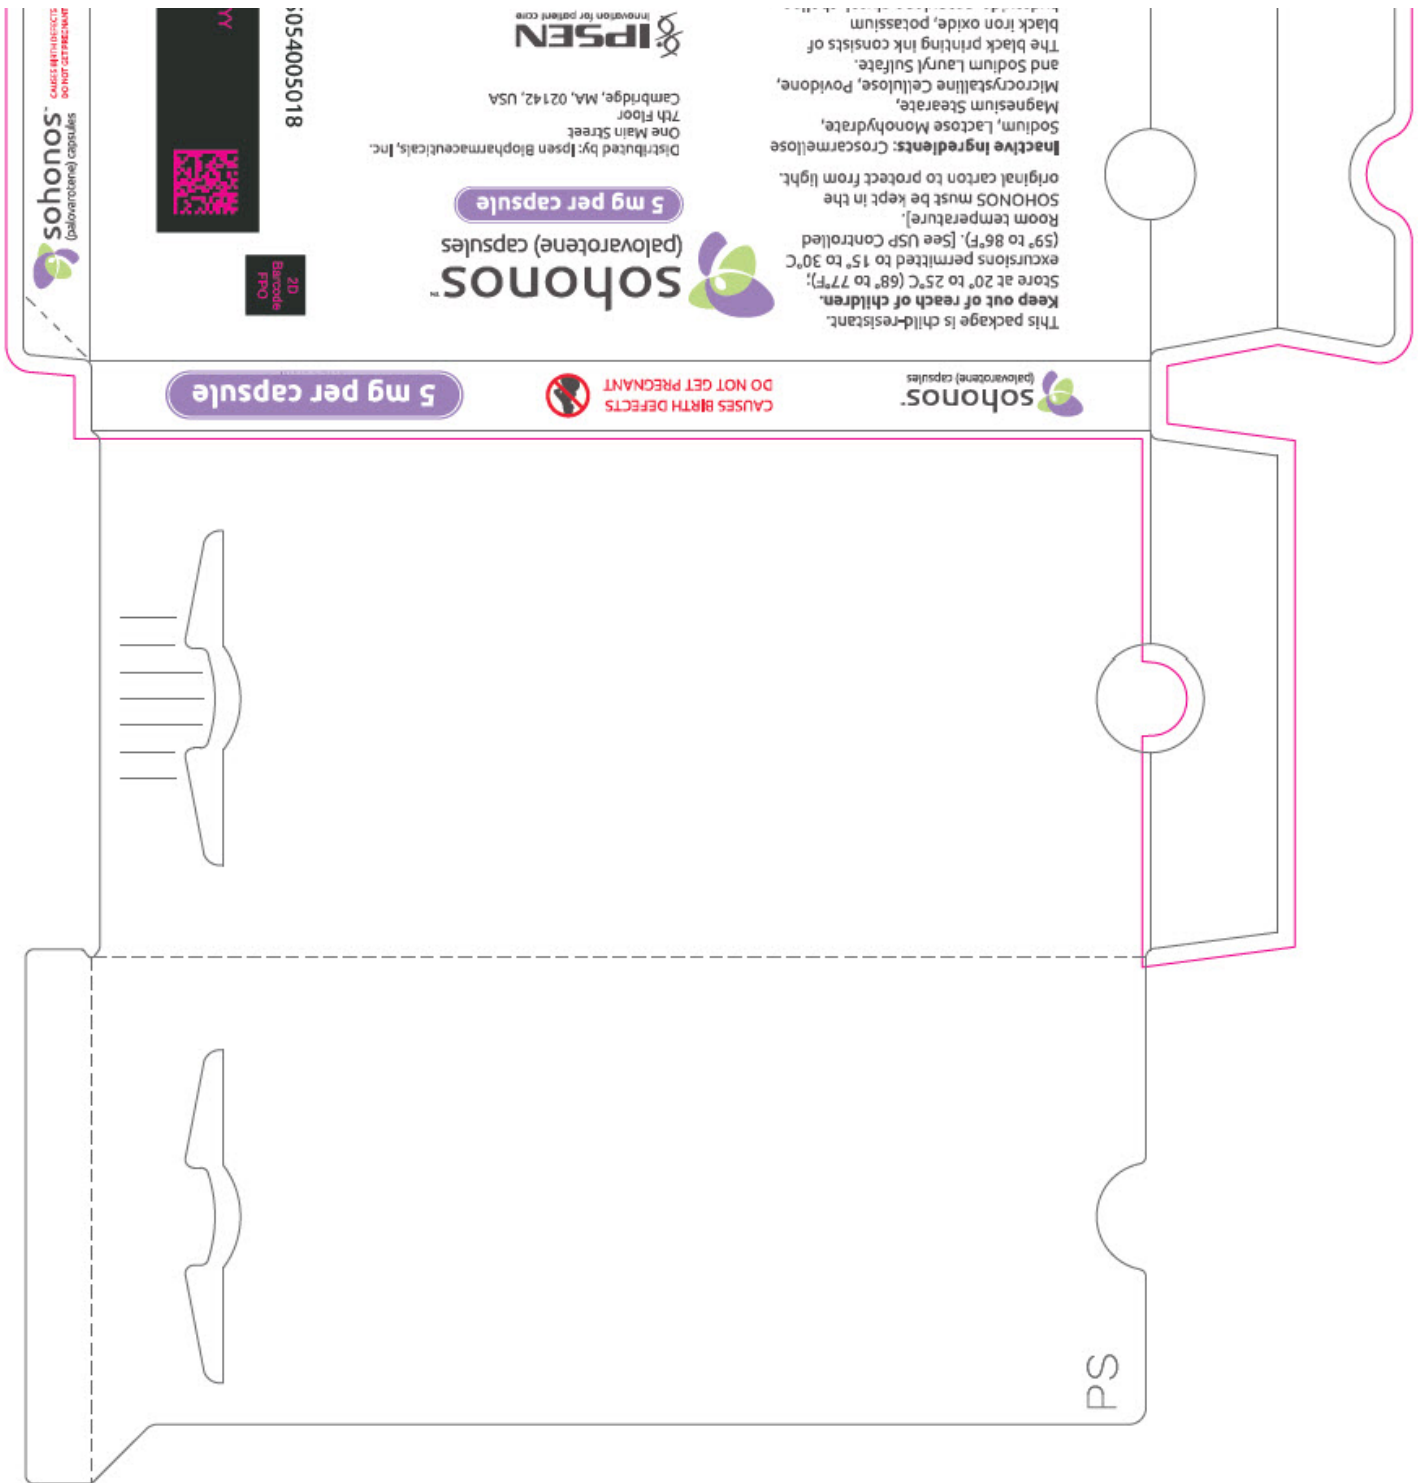 CAUSES BIRTH DEFECTS
DO NOT GET PREGNANT
sohonos™
(palovarotene) capsules
YY
5054005018
2D
Barcode
FPO
sohonos™
(palovarotene) capsules
5 mg per capsule
Distributed by: Ipsen Biopharmaceuticals, Inc.
One Main Street
7th Floor
Cambridge, MA, 02142, USA
IPSEN
Innovation for patient care
This package is child-resistant.
Keep out of reach of children.
Store at 20° to 25°C (68° to 77°F);
excursions permitted to 15° to 30°C
(59° to 86°F). [See USP Controlled
Room temperature].
SOHONOS must be kept in the
original carton to protect from light.
Inactive ingredients: Croscarmellose
Sodium, Lactose Monohydrate,
Magnesium Stearate,
Microcrystalline Cellulose, Povidone,
and Sodium Lauryl Sulfate.
The black printing ink consists of
black iron oxide, potassium
sohonos™
(palovarotene) capsules
CAUSES BIRTH DEFECTS
DO NOT GET PREGNANT
5 mg per capsule
PS